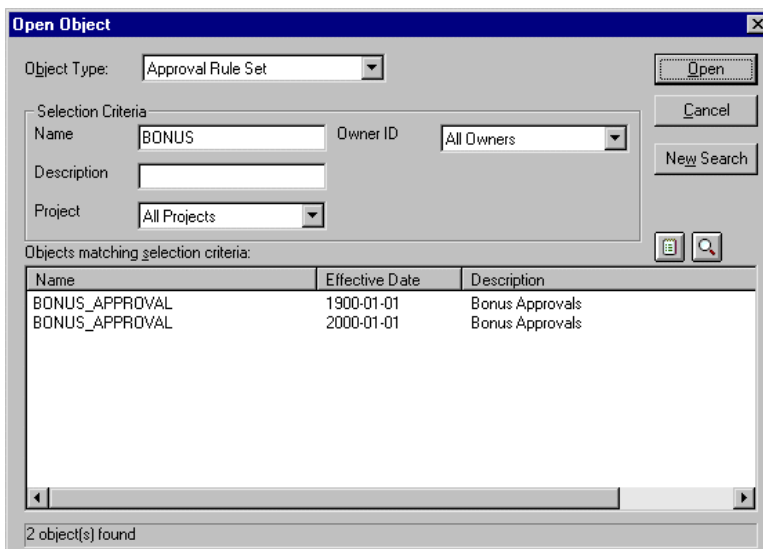 Open Object
Object Type: Approval Rule Set Open
Selection Criteria Cancel
Name BONUS Owner ID All Owners
New Search
Description
Project All Projects
Objects matching selection criteria:
Name Effective Date Description
BONUS_APPROVAL 1900-01-01 Bonus Approvals
BONUS_APPROVAL 2000-01-01 Bonus Approvals
2 object(s) found